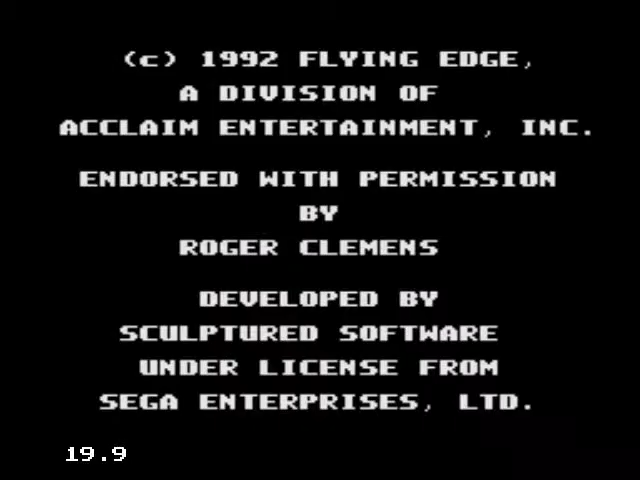 (c) 1992 FLYING EDGE,
A DIVISION OF
ACCLAIM ENTERTAINMENT, INC.
ENDORSED WITH PERMISSION
BY
ROGER CLEMENS
DEVELOPED BY
SCULPTURED SOFTWARE
UNDER LICENSE FROM
SEGA ENTERPRISES, LTD.
19.9